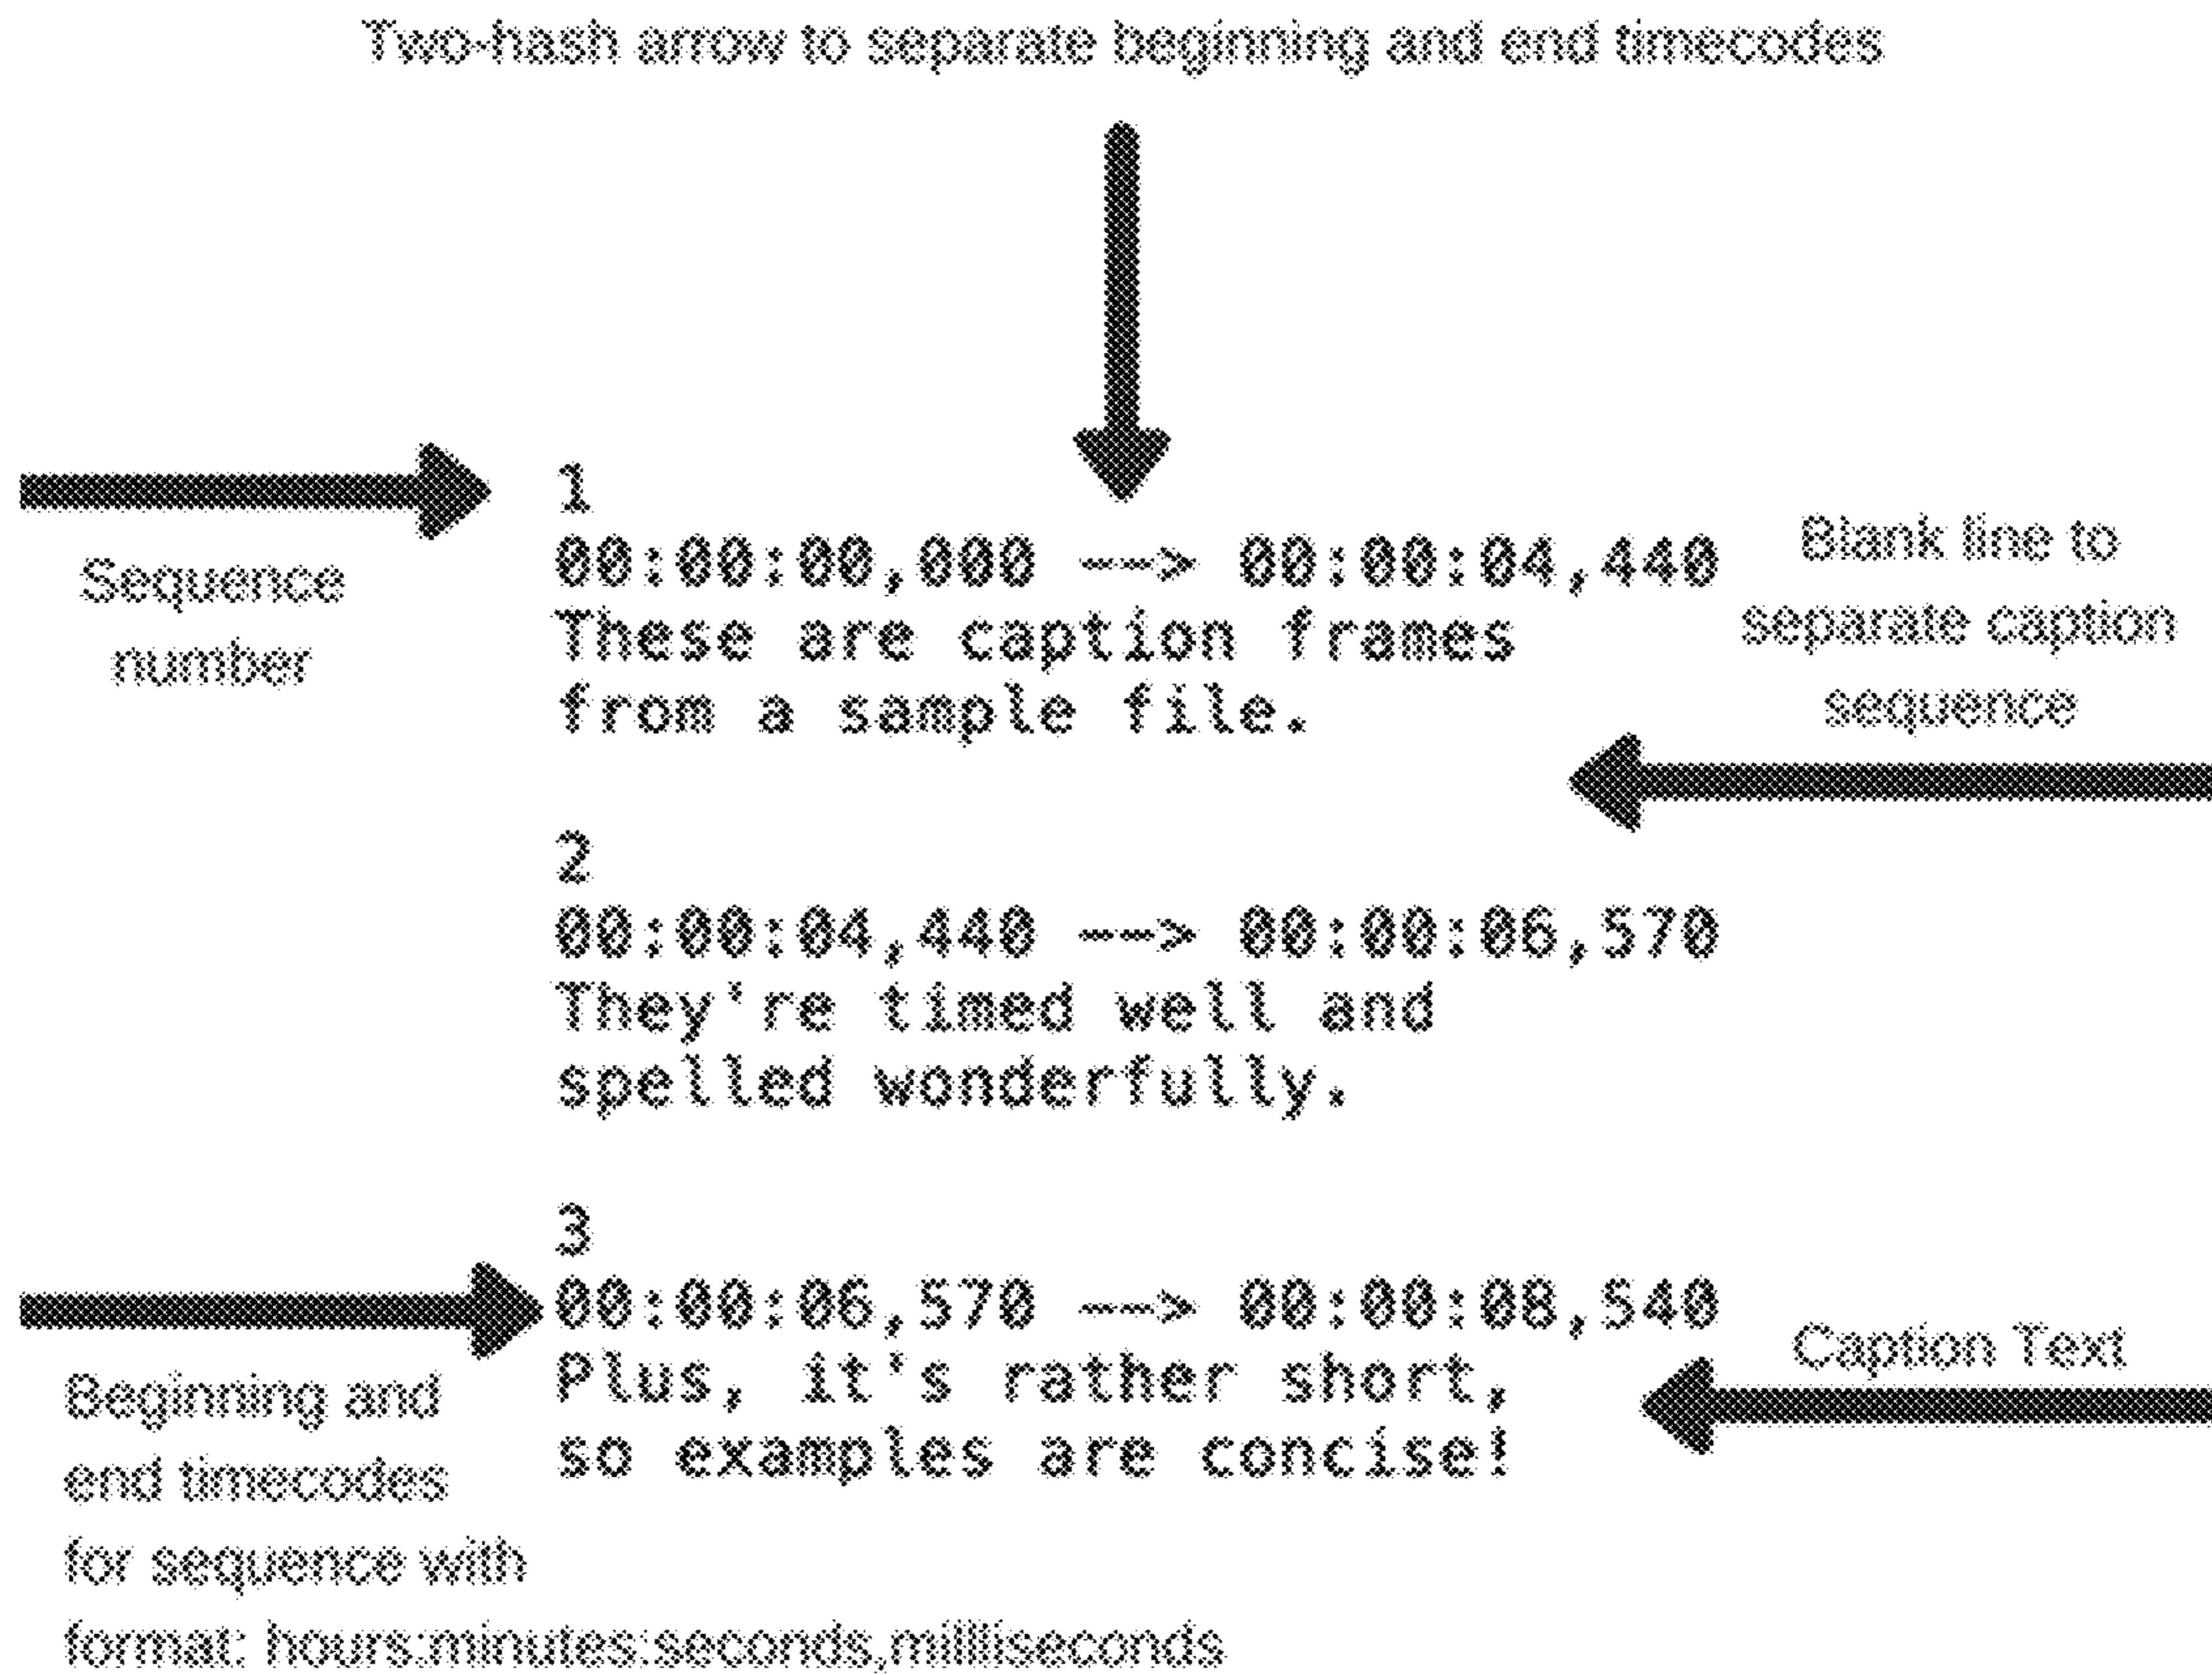 Two-hash arrow to separate beginning and end timecodes
1
00:00:00,000 --> 00:00:04,440
These are caption frames
from a sample file.
Sequence
number
Blank line to
separate caption
sequence
2
00:00:04,440 --> 00:00:06,570
They're timed well and
spelled wonderfully.
3
00:00:06,570 --> 00:00:08,540
Plus, it's rather short,
so examples are concise!
Caption Text
Beginning and
end timecodes
for sequence with
format: hours:minutes:seconds,milliseconds